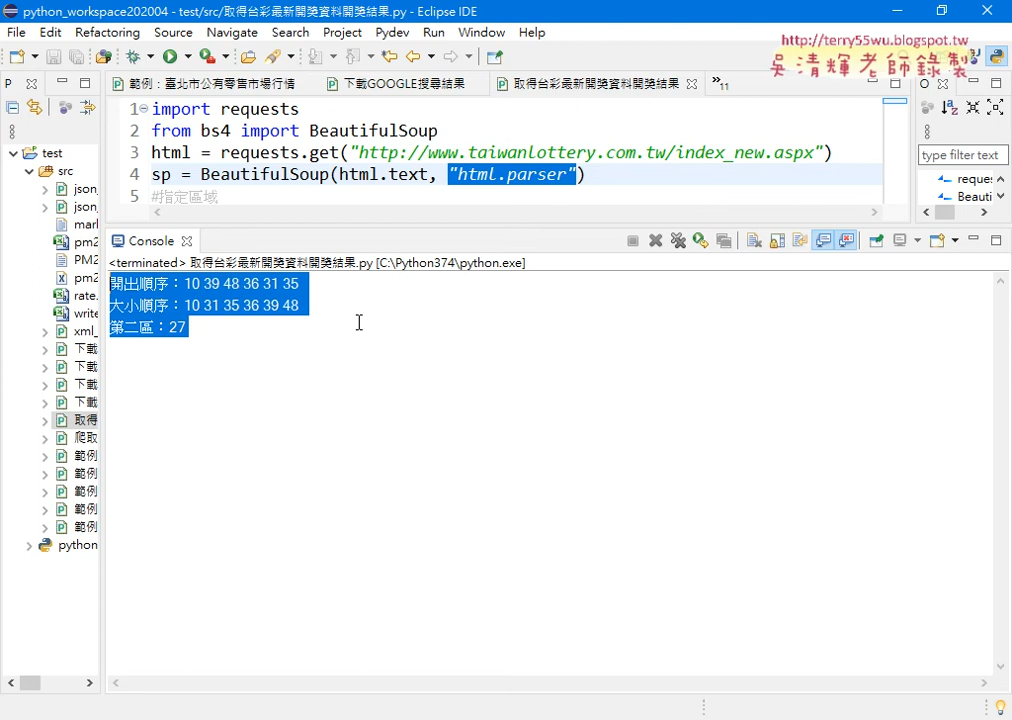 python_workspace202004 - test/src/取得台彩最新開獎資料開獎結果.py - Eclipse IDE
File Edit Refactoring Source Navigate Search Project Pydev Run Window Help
http://terry55wu.blogspot.tw
吳清輝老師錄製
P
範例：臺北市公有零售市場行情
下載GOOGLE搜尋結果
取得台彩最新開獎資料開獎結果
»11
O
1 import requests
2 from bs4 import BeautifulSoup
3 html = requests.get("http://www.taiwanlottery.com.tw/index_new.aspx")
4 sp = BeautifulSoup(html.text, "html.parser")
5 #指定區域
type filter text
reques
Beauti
test
src
json
json
mark
pm2
PM2
pm2
rate.
write
xml_
下載
下載
下載
下載
取得
爬取
範例
範例
範例
範例
範例
python
Console
<terminated> 取得台彩最新開獎資料開獎結果.py [C:\Python374\python.exe]
開出順序：10 39 48 36 31 35
大小順序：10 31 35 36 39 48
第二區：27